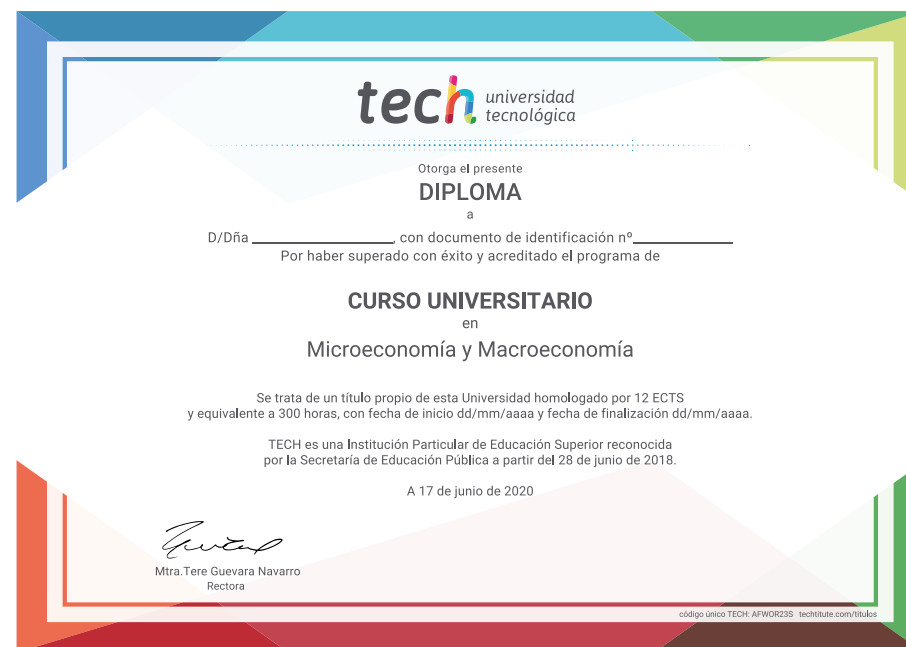 tech universidad
tecnológica
Otorga el presente
DIPLOMA
a
D/Dña ____________________, con documento de identificación nº______________
Por haber superado con éxito y acreditado el programa de
CURSO UNIVERSITARIO
en
Microeconomía y Macroeconomía
Se trata de un título propio de esta Universidad homologado por 12 ECTS
y equivalente a 300 horas, con fecha de inicio dd/mm/aaaa y fecha de finalización dd/mm/aaaa.
TECH es una Institución Particular de Educación Superior reconocida
por la Secretaría de Educación Pública a partir del 28 de junio de 2018.
A 17 de junio de 2020
Mtra.Tere Guevara Navarro
Rectora
código único TECH: AFWOR23S techtitute.com/titulos